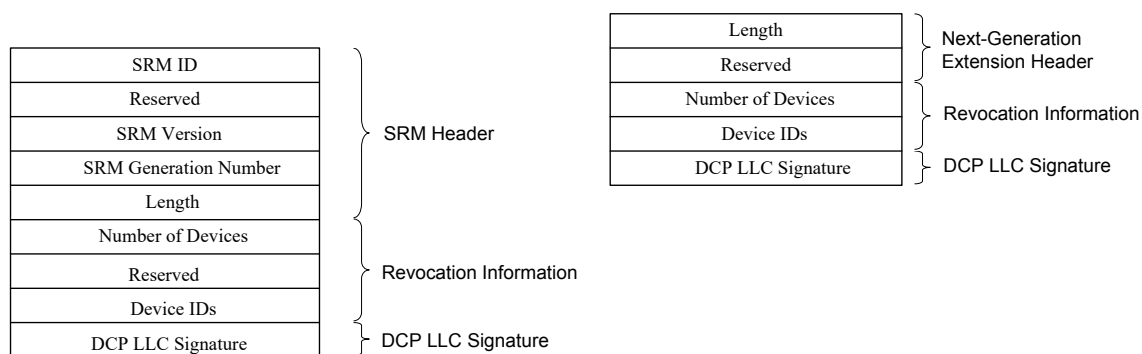 SRM ID
Reserved
SRM Version
SRM Generation Number
Length
Number of Devices
Reserved
Device IDs
DCP LLC Signature
SRM Header
Revocation Information
DCP LLC Signature
Length
Reserved
Number of Devices
Device IDs
DCP LLC Signature
Next-Generation
Extension Header
Revocation Information
DCP LLC Signature